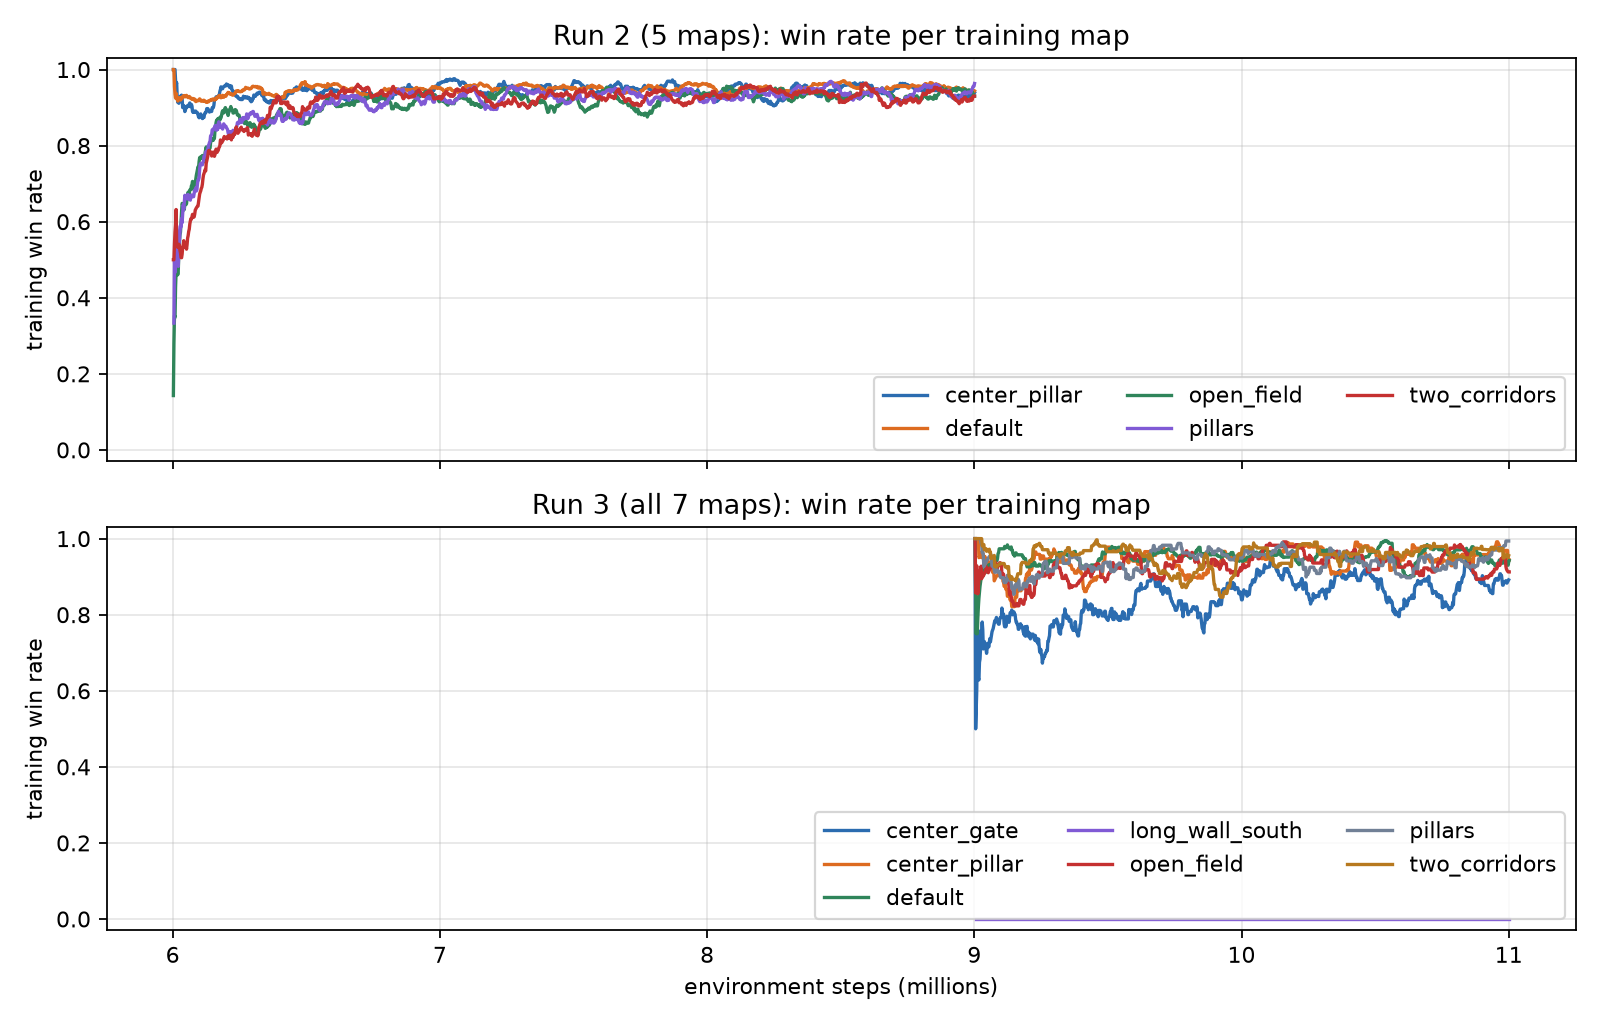 Run 2 (5 maps): win rate per training map
1.0
0.8
0.6
0.4
0.2
0.0
training win rate
center_pillar open_field two_corridors
default pillars
Run 3 (all 7 maps): win rate per training map
1.0
0.8
0.6
0.4
0.2
0.0
training win rate
center_gate long_wall_south pillars
center_pillar open_field two_corridors
default
6 7 8 9 10 11
environment steps (millions)